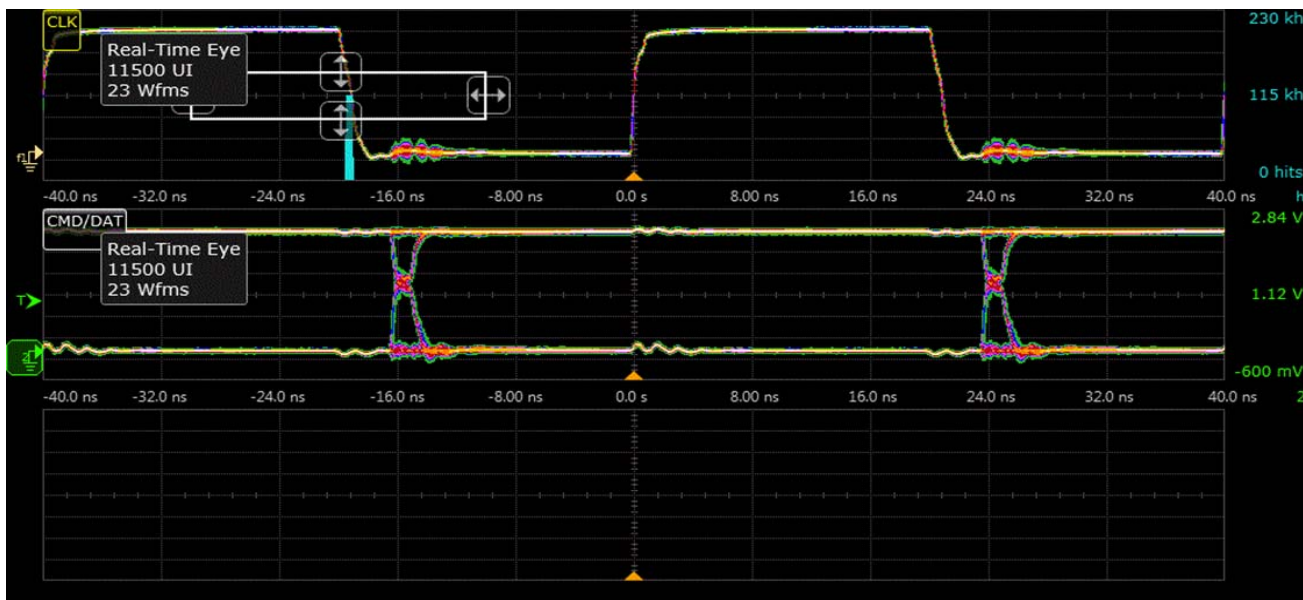 CLK
Real-Time Eye
11500 UI
23 Wfms
230 kh
115 kh
0 hits
f1
-40.0 ns -32.0 ns -24.0 ns -16.0 ns -8.00 ns 0.0 s 8.00 ns 16.0 ns 24.0 ns 32.0 ns 40.0 ns h
CMD/DAT
Real-Time Eye
11500 UI
23 Wfms
2.84 V
T
1.12 V
2
-600 mV
-40.0 ns -32.0 ns -24.0 ns -16.0 ns -8.00 ns 0.0 s 8.00 ns 16.0 ns 24.0 ns 32.0 ns 40.0 ns 2